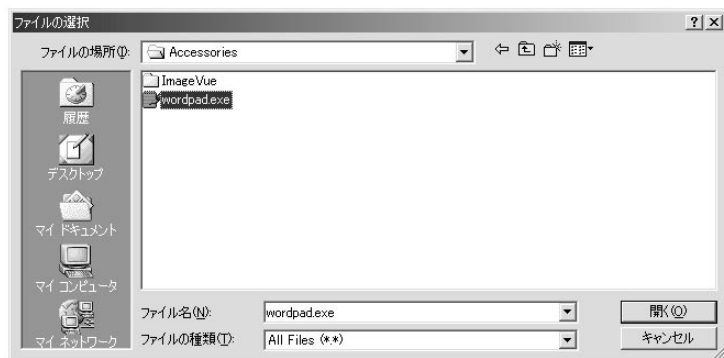 ファイルの選択
ファイルの場所(I):
Accessories
履歴
デスクトップ
マイ ドキュメント
マイ コンピュータ
マイ ネットワーク
ImageVue
wordpad.exe
ファイル名(N):
wordpad.exe
開く(O)
ファイルの種類(T):
All Files (*.*)
キャンセル